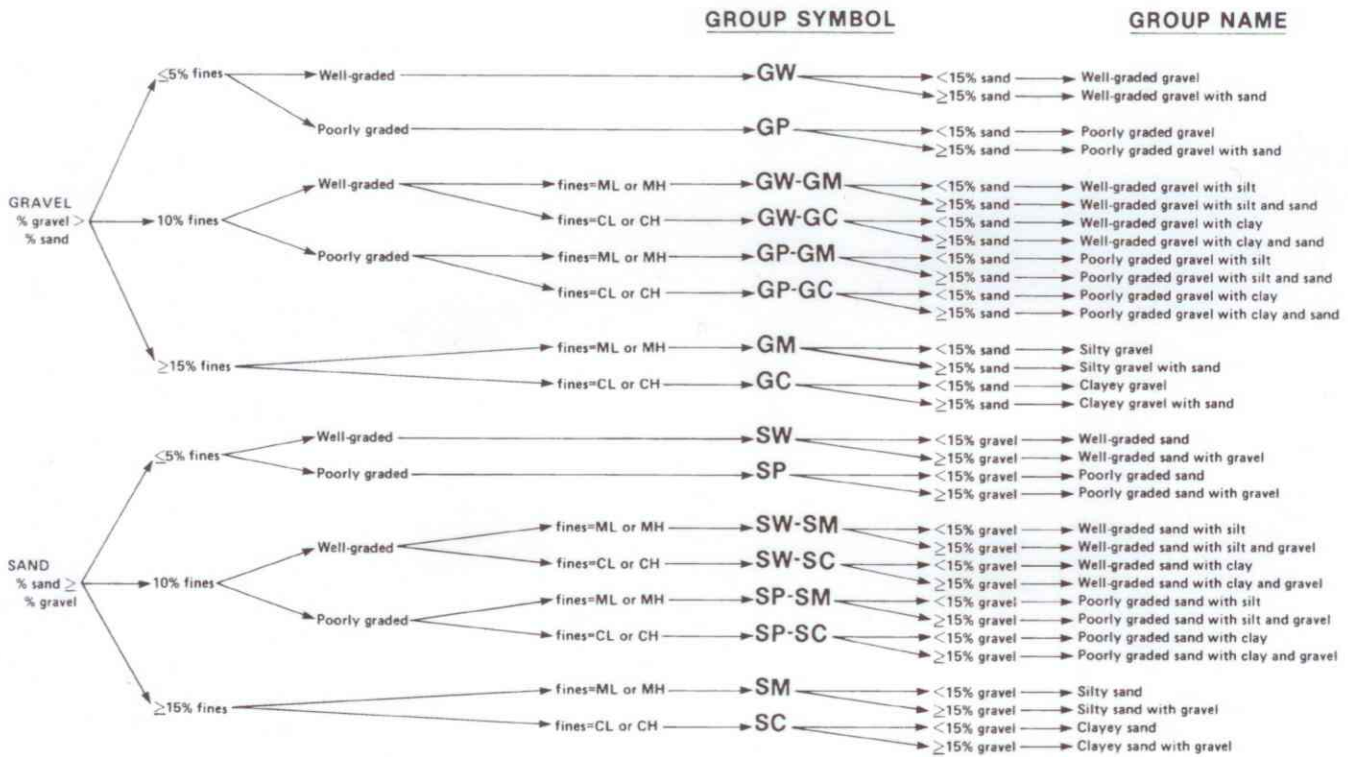 GROUP SYMBOL GROUP NAME
≤5% fines Well-graded GW <15% sand Well-graded gravel
≥15% sand Well-graded gravel with sand
Poorly graded GP <15% sand Poorly graded gravel
≥15% sand Poorly graded gravel with sand
GRAVEL
% gravel >
% sand
10% fines Well-graded fines=ML or MH GW-GM <15% sand Well-graded gravel with silt
≥15% sand Well-graded gravel with silt and sand
fines=CL or CH GW-GC <15% sand Well-graded gravel with clay
≥15% sand Well-graded gravel with clay and sand
Poorly graded fines=ML or MH GP-GM <15% sand Poorly graded gravel with silt
≥15% sand Poorly graded gravel with silt and sand
fines=CL or CH GP-GC <15% sand Poorly graded gravel with clay
≥15% sand Poorly graded gravel with clay and sand
≥15% fines fines=ML or MH GM <15% sand Silty gravel
≥15% sand Silty gravel with sand
fines=CL or CH GC <15% sand Clayey gravel
≥15% sand Clayey gravel with sand
≤5% fines Well-graded SW <15% gravel Well-graded sand
≥15% gravel Well-graded sand with gravel
Poorly graded SP <15% gravel Poorly graded sand
≥15% gravel Poorly graded sand with gravel
SAND
% sand ≥
% gravel
10% fines Well-graded fines=ML or MH SW-SM <15% gravel Well-graded sand with silt
≥15% gravel Well-graded sand with silt and gravel
fines=CL or CH SW-SC <15% gravel Well-graded sand with clay
≥15% gravel Well-graded sand with clay and gravel
Poorly graded fines=ML or MH SP-SM <15% gravel Poorly graded sand with silt
≥15% gravel Poorly graded sand with silt and gravel
fines=CL or CH SP-SC <15% gravel Poorly graded sand with clay
≥15% gravel Poorly graded sand with clay and gravel
≥15% fines fines=ML or MH SM <15% gravel Silty sand
≥15% gravel Silty sand with gravel
fines=CL or CH SC <15% gravel Clayey sand
≥15% gravel Clayey sand with gravel